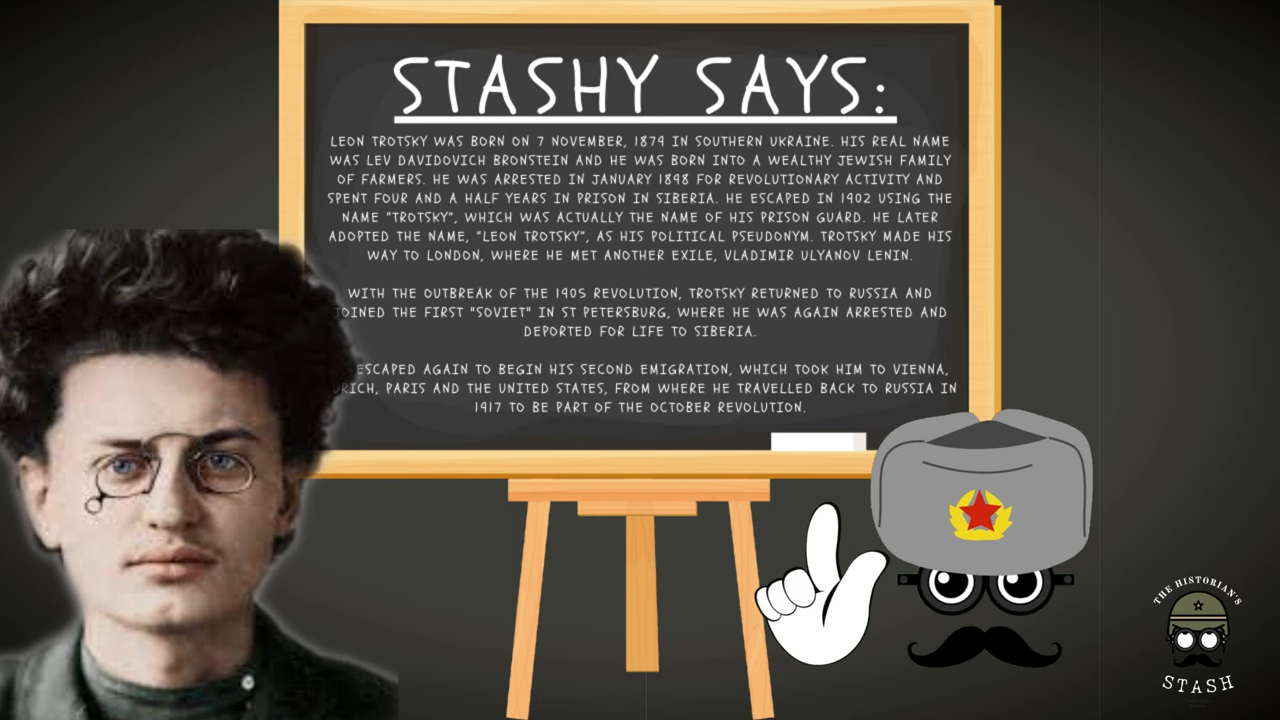 STASHY SAYS:
LEON TROTSKY WAS BORN ON 7 NOVEMBER, 1879 IN SOUTHERN UKRAINE. HIS REAL NAME
WAS LEV DAVIDOVICH BRONSTEIN AND HE WAS BORN INTO A WEALTHY JEWISH FAMILY
OF FARMERS. HE WAS ARRESTED IN JANUARY 1898 FOR REVOLUTIONARY ACTIVITY AND
SPENT FOUR AND A HALF YEARS IN PRISON IN SIBERIA. HE ESCAPED IN 1902 USING THE
NAME "TROTSKY", WHICH WAS ACTUALLY THE NAME OF HIS PRISON GUARD. HE LATER
ADOPTED THE NAME, "LEON TROTSKY", AS HIS POLITICAL PSEUDONYM. TROTSKY MADE HIS
WAY TO LONDON, WHERE HE MET ANOTHER EXILE, VLADIMIR ULYANOV LENIN.
WITH THE OUTBREAK OF THE 1905 REVOLUTION, TROTSKY RETURNED TO RUSSIA AND
JOINED THE FIRST "SOVIET" IN ST PETERSBURG, WHERE HE WAS AGAIN ARRESTED AND
DEPORTED FOR LIFE TO SIBERIA.
ESCAPED AGAIN TO BEGIN HIS SECOND EMIGRATION, WHICH TOOK HIM TO VIENNA,
PARIS AND THE UNITED STATES, FROM WHERE HE TRAVELLED BACK TO RUSSIA IN
1917 TO BE PART OF THE OCTOBER REVOLUTION.
THE HISTORIAN'S
STASH